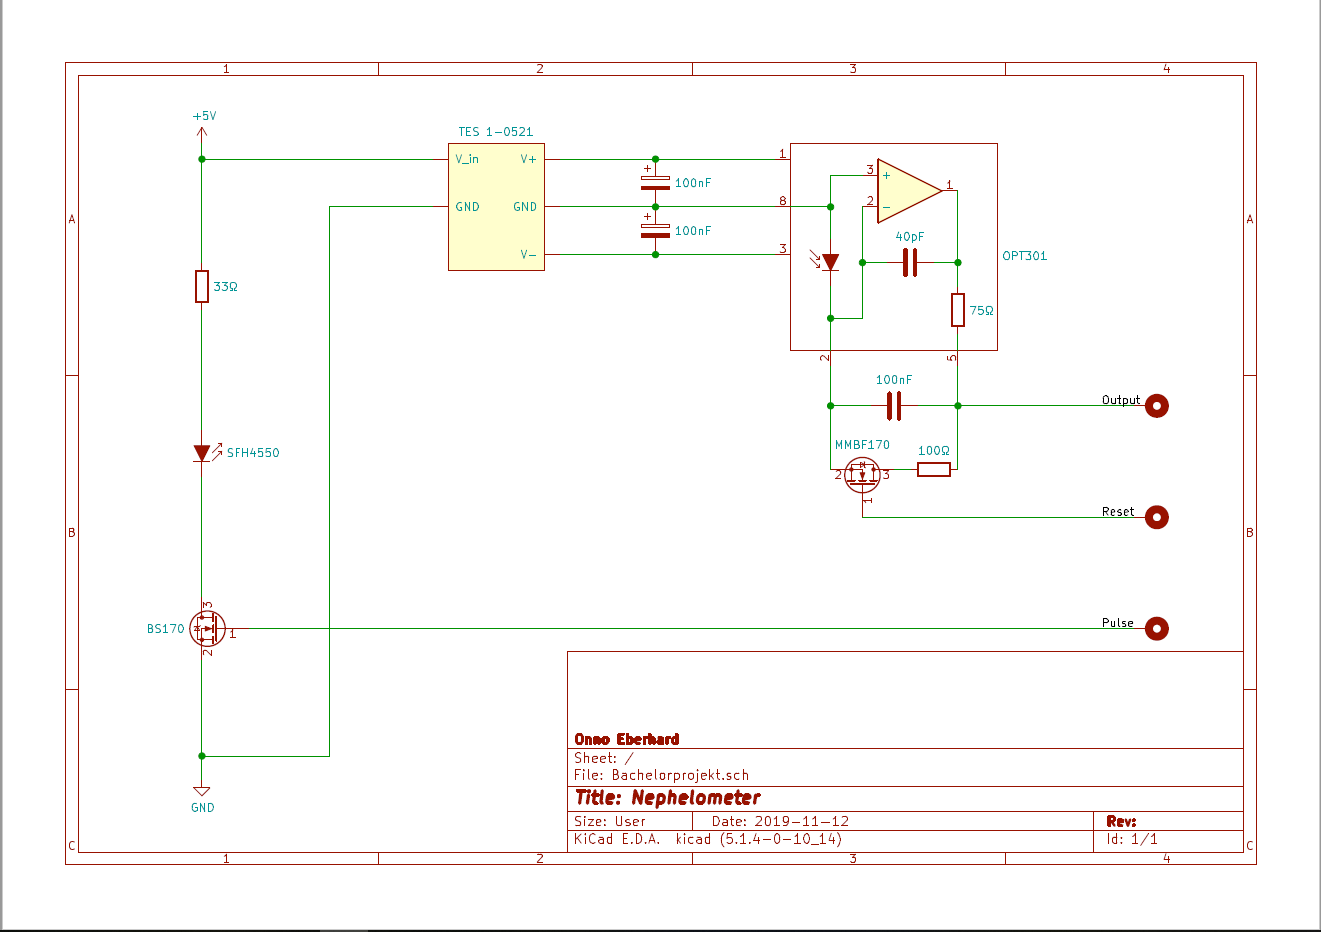 1 2 3 4
+5V
TES 1-0521
V_in V+
GND GND
V-
+
100nF
+
100nF
1
8
3
3 +
2 -
1
40pF
OPT301
75Ω
2 5
A A
33Ω
100nF
Output
MMBF170
100Ω
2 3
1
SFH4550
Reset
B B
3
BS170
1
2
Pulse
GND
Onno Eberhard
Sheet: /
File: Bachelorprojekt.sch
Title: Nephelometer
Size: User Date: 2019-11-12 Rev:
KiCad E.D.A. kicad (5.1.4-0-10_14) Id: 1/1
C C
1 2 3 4